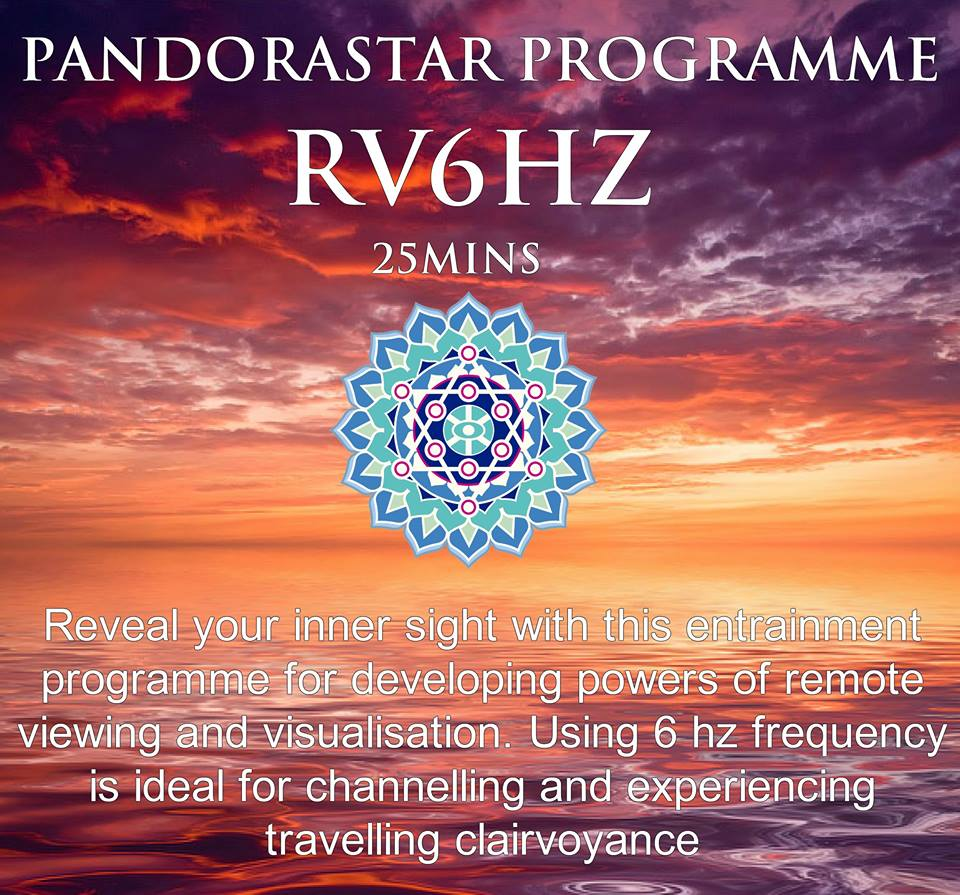 PANDORASTAR PROGRAMME
RV6HZ
25MINS
Reveal your inner sight with this entrainment
programme for developing powers of remote
viewing and visualisation. Using 6 hz frequency
is ideal for channelling and experiencing
travelling clairvoyance